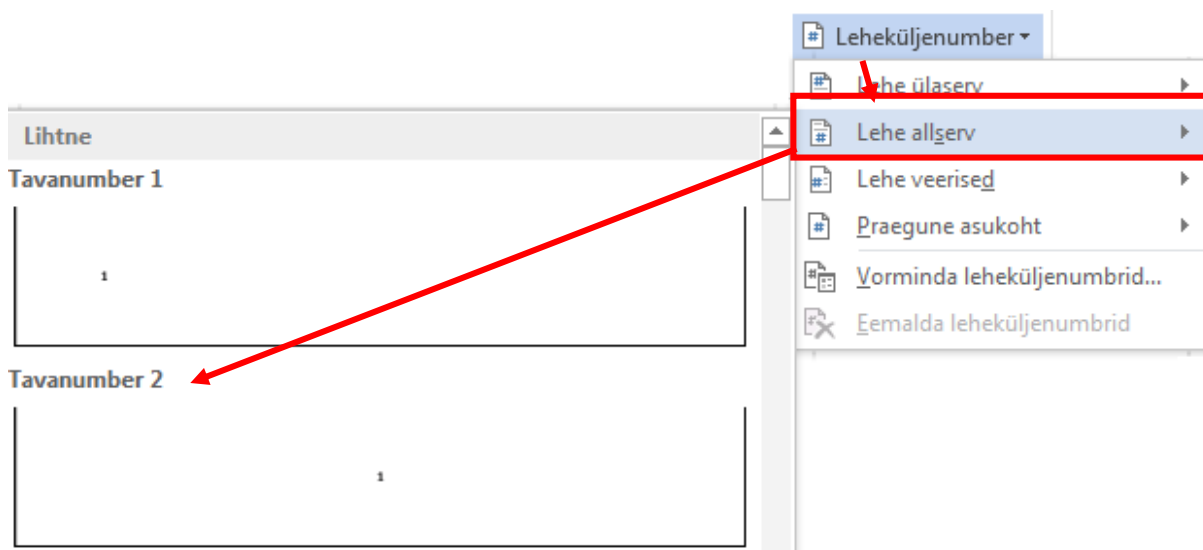 Leheküljenumber
Lehe ülaserv
Lehe allserv
Lehe veerised
Praegune asukoht
Vorminda leheküljenumbrid...
Eemalda leheküljenumbrid
Lihtne
Tavanumber 1
1
Tavanumber 2
1